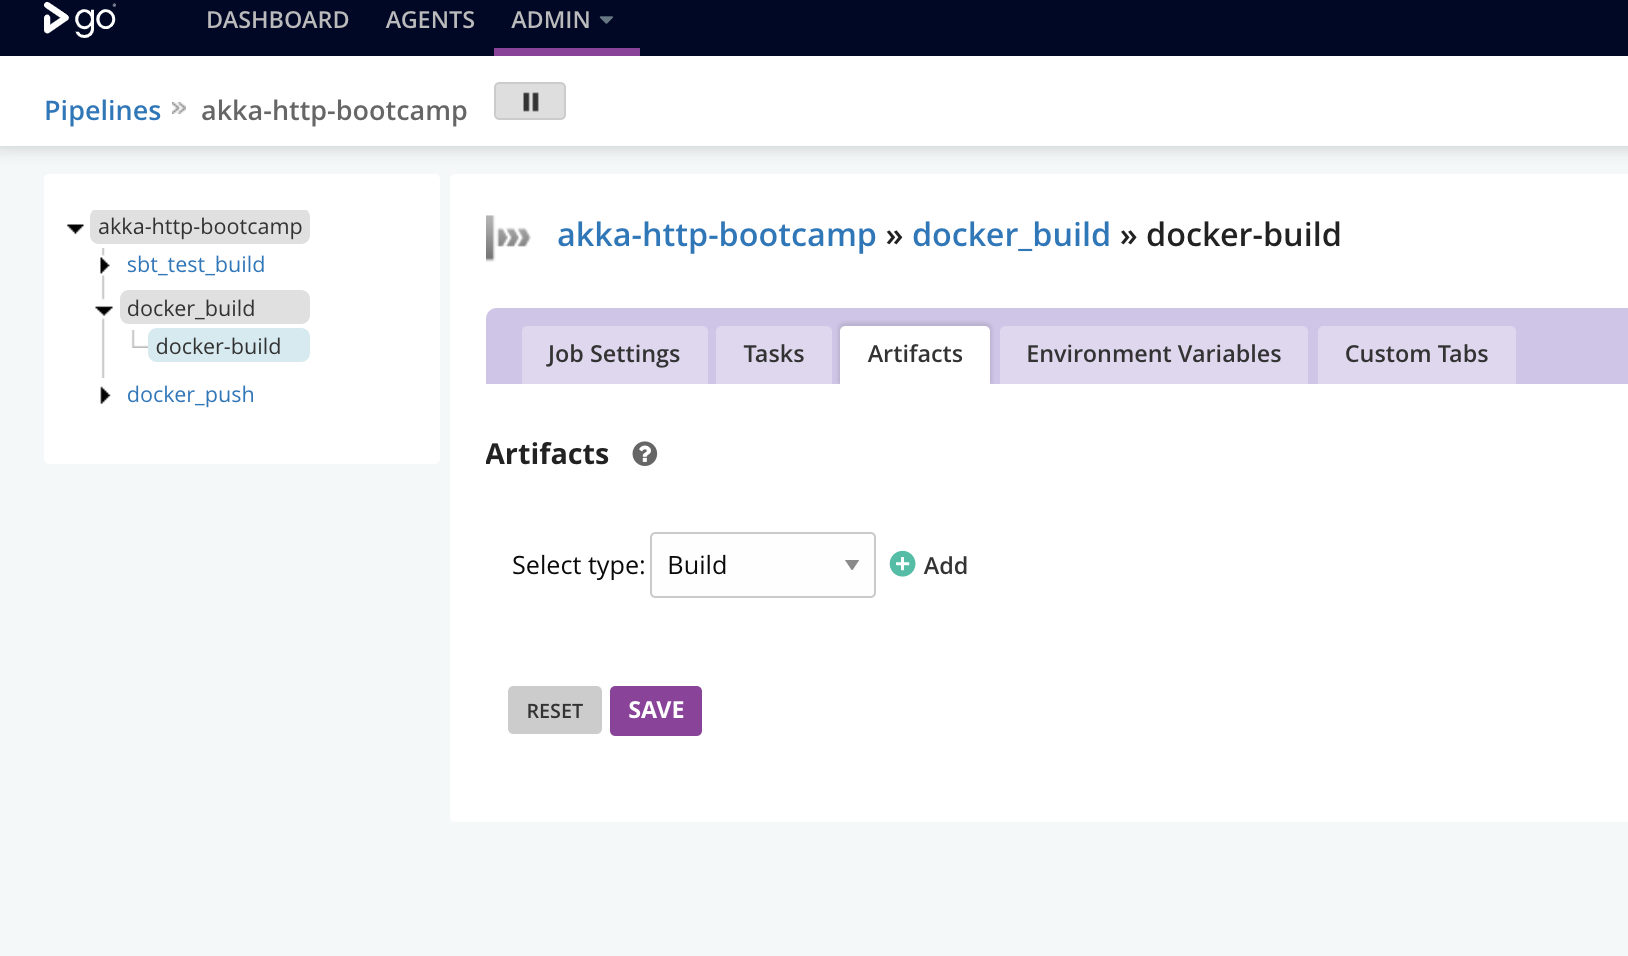 go DASHBOARD AGENTS ADMIN
Pipelines » akka-http-bootcamp
akka-http-bootcamp
sbt_test_build
docker_build
docker-build
docker_push
akka-http-bootcamp » docker_build » docker-build
Job Settings Tasks Artifacts Environment Variables Custom Tabs
Artifacts ?
Select type: Build Add
RESET SAVE